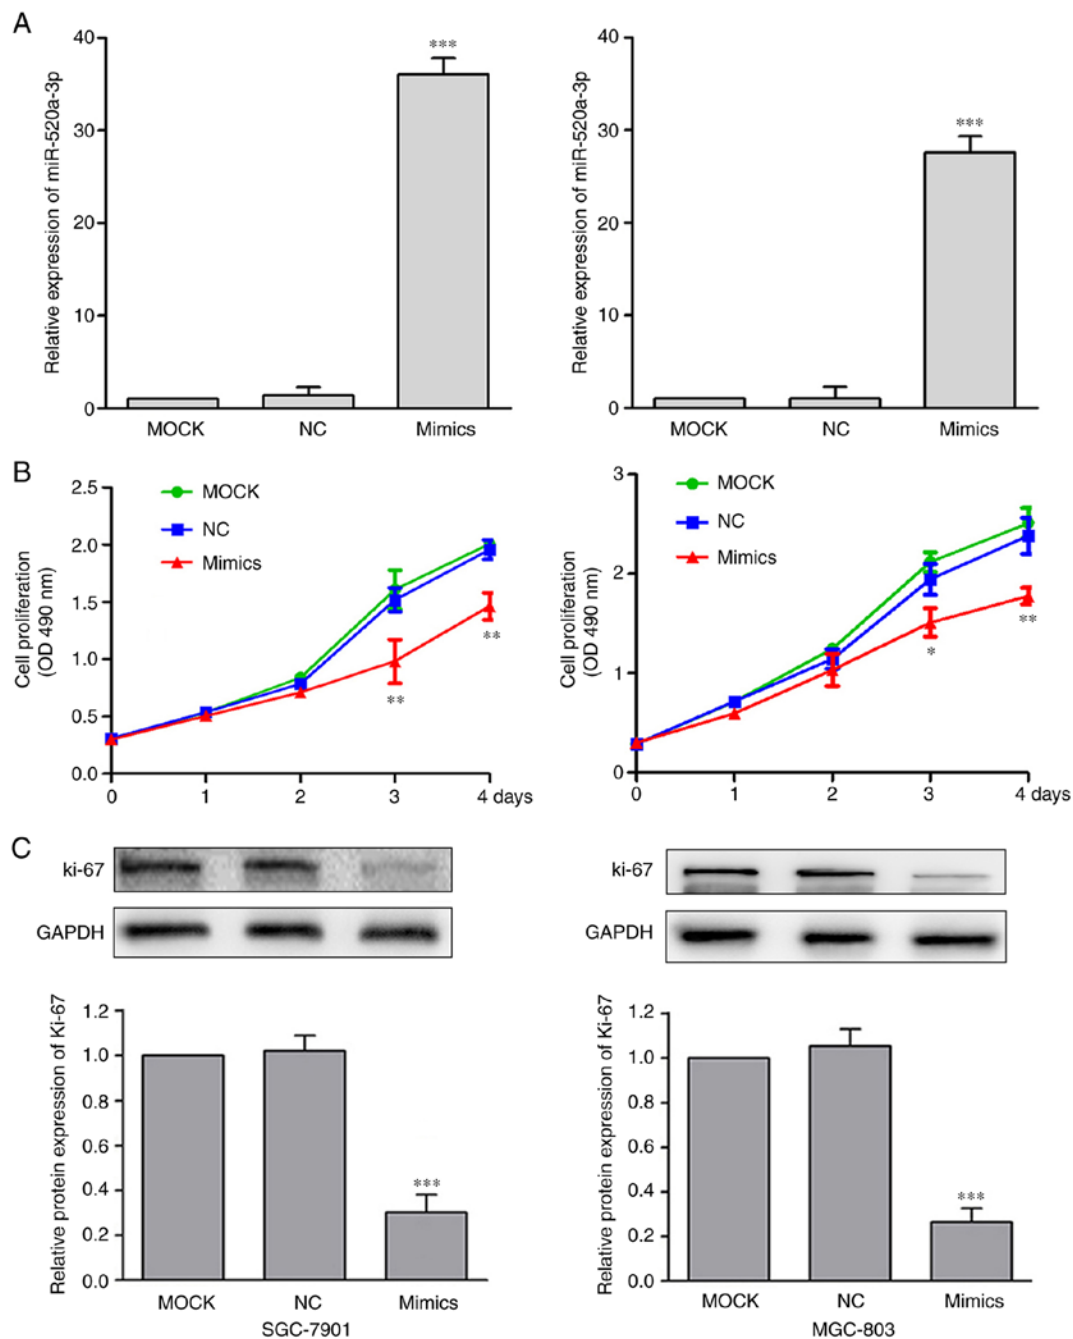 A
Relative expression of miR-520a-3p
40
30
20
10
0
***
MOCK NC Mimics
Relative expression of miR-520a-3p
40
30
20
10
0
***
MOCK NC Mimics
B
Cell proliferation
(OD 490 nm)
2.5
2.0
1.5
1.0
0.5
0.0
MOCK
NC
Mimics
**
**
0 1 2 3 4 days
Cell proliferation
(OD 490 nm)
3
2
1
0
MOCK
NC
Mimics
*
**
0 1 2 3 4 days
C
ki-67
GAPDH
ki-67
GAPDH
Relative protein expression of Ki-67
1.2
1.0
0.8
0.6
0.4
0.2
0.0
***
MOCK NC Mimics
SGC-7901
Relative protein expression of Ki-67
1.2
1.0
0.8
0.6
0.4
0.2
0.0
***
MOCK NC Mimics
MGC-803